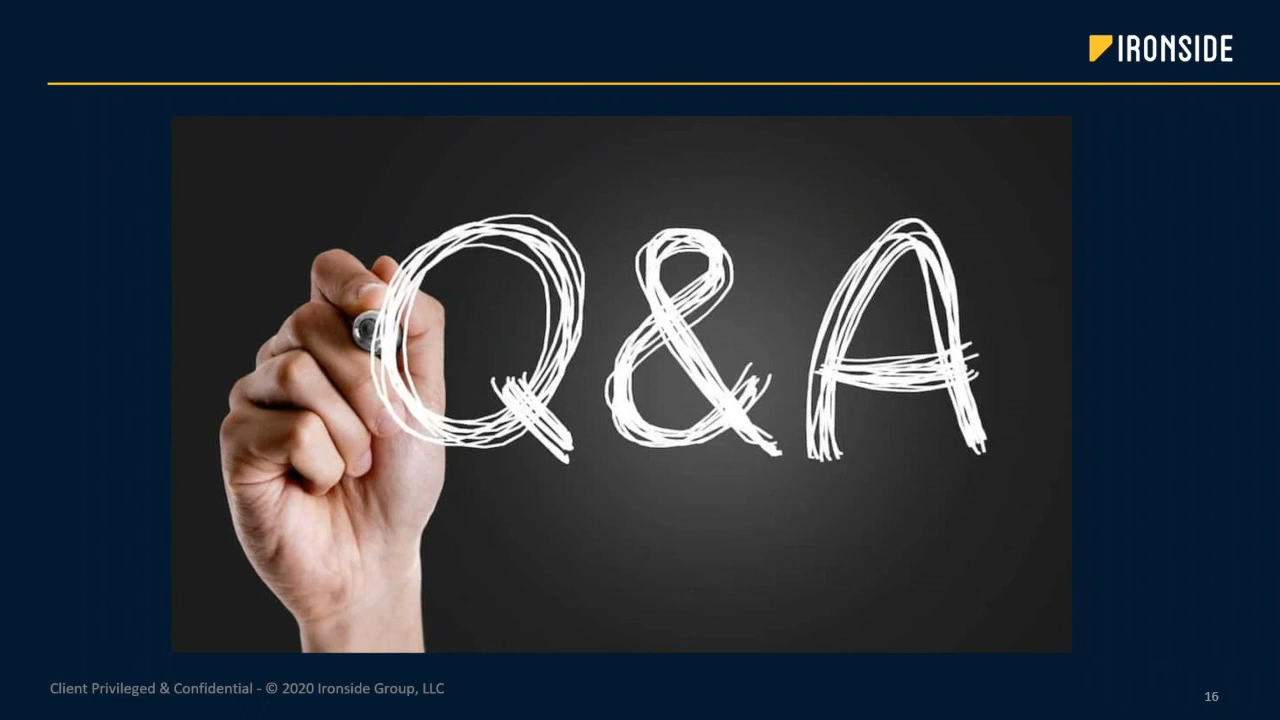 IRONSIDE
Q&A
Client Privileged & Confidential - © 2020 Ironside Group, LLC
16